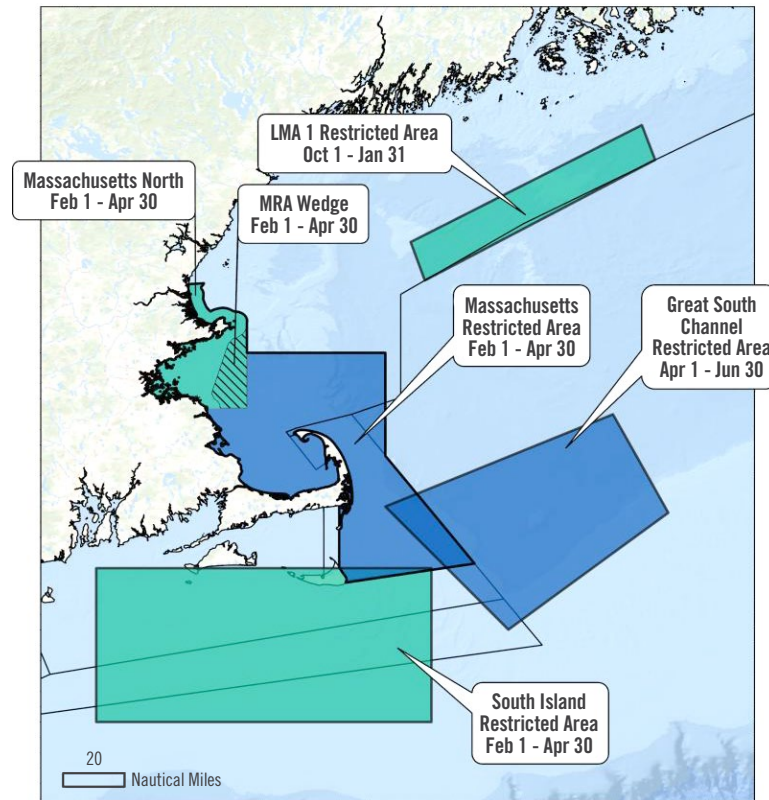 LMA 1 Restricted Area
Oct 1 - Jan 31
Massachusetts North
Feb 1 - Apr 30
MRA Wedge
Feb 1 - Apr 30
Massachusetts
Restricted Area
Feb 1 - Apr 30
Great South
Channel
Restricted Area
Apr 1 - Jun 30
South Island
Restricted Area
Feb 1 - Apr 30
20
Nautical Miles